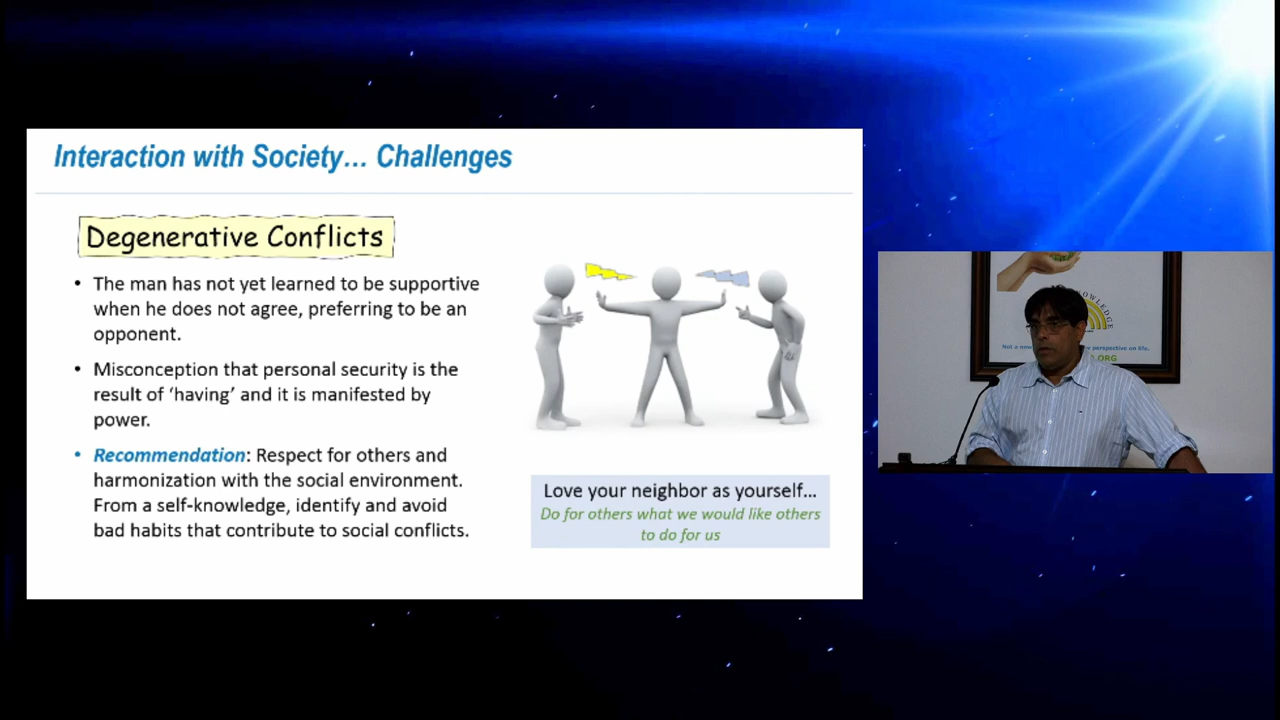 Interaction with Society... Challenges
Degenerative Conflicts
• The man has not yet learned to be supportive
when he does not agree, preferring to be an
opponent.
• Misconception that personal security is the
result of ‘having’ and it is manifested by
power.
• Recommendation: Respect for others and
harmonization with the social environment.
From a self-knowledge, identify and avoid
bad habits that contribute to social conflicts.
Love your neighbor as yourself...
Do for others what we would like others
to do for us
perspective on life.
.ORG